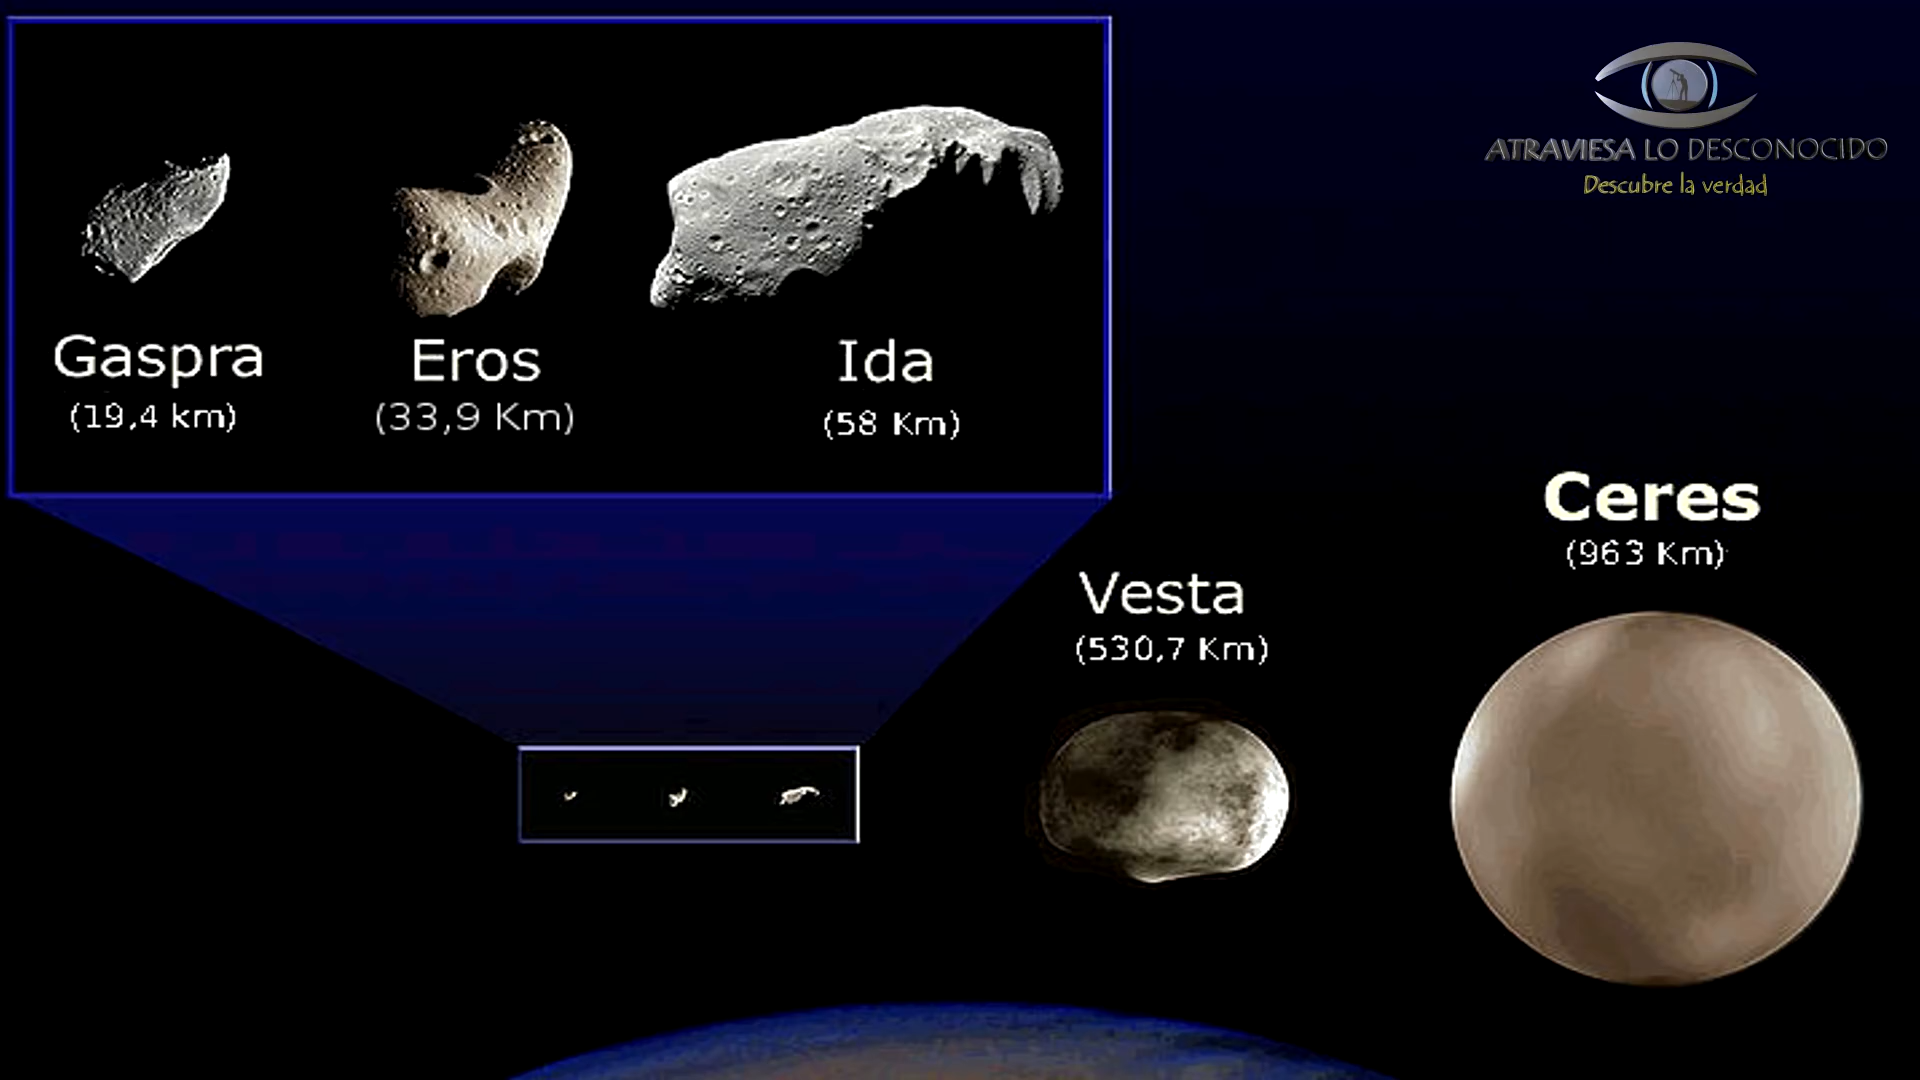 ATRAVIESA LO DESCONOCIDO
Descubre la verdad
Gaspra
(19,4 km)
Eros
(33,9 Km)
Ida
(58 Km)
Ceres
(963 Km)
Vesta
(530,7 Km)